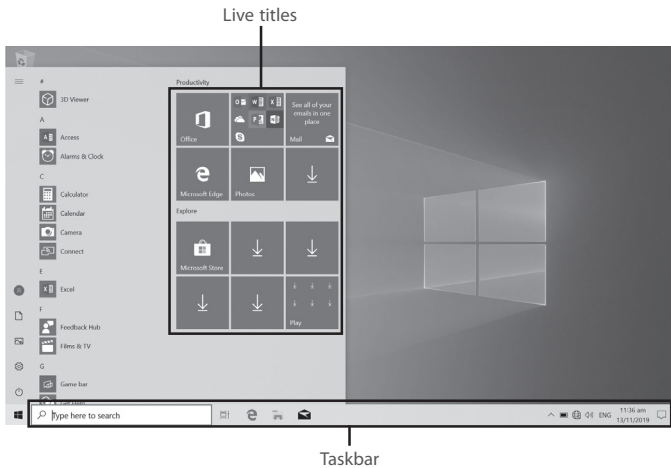 Live titles
Productivity
#
3D Viewer
Office
See all of your
emails in one
place
Mail
A
Access
Alarms & Clock
C
Calculator
Calendar
Camera
Connect
Microsoft Edge
Photos
Explore
Microsoft Store
Play
E
Excel
F
Feedback Hub
Films & TV
G
Game bar
Get Help
Type here to search
ENG
11:36 am
13/11/2019
Taskbar